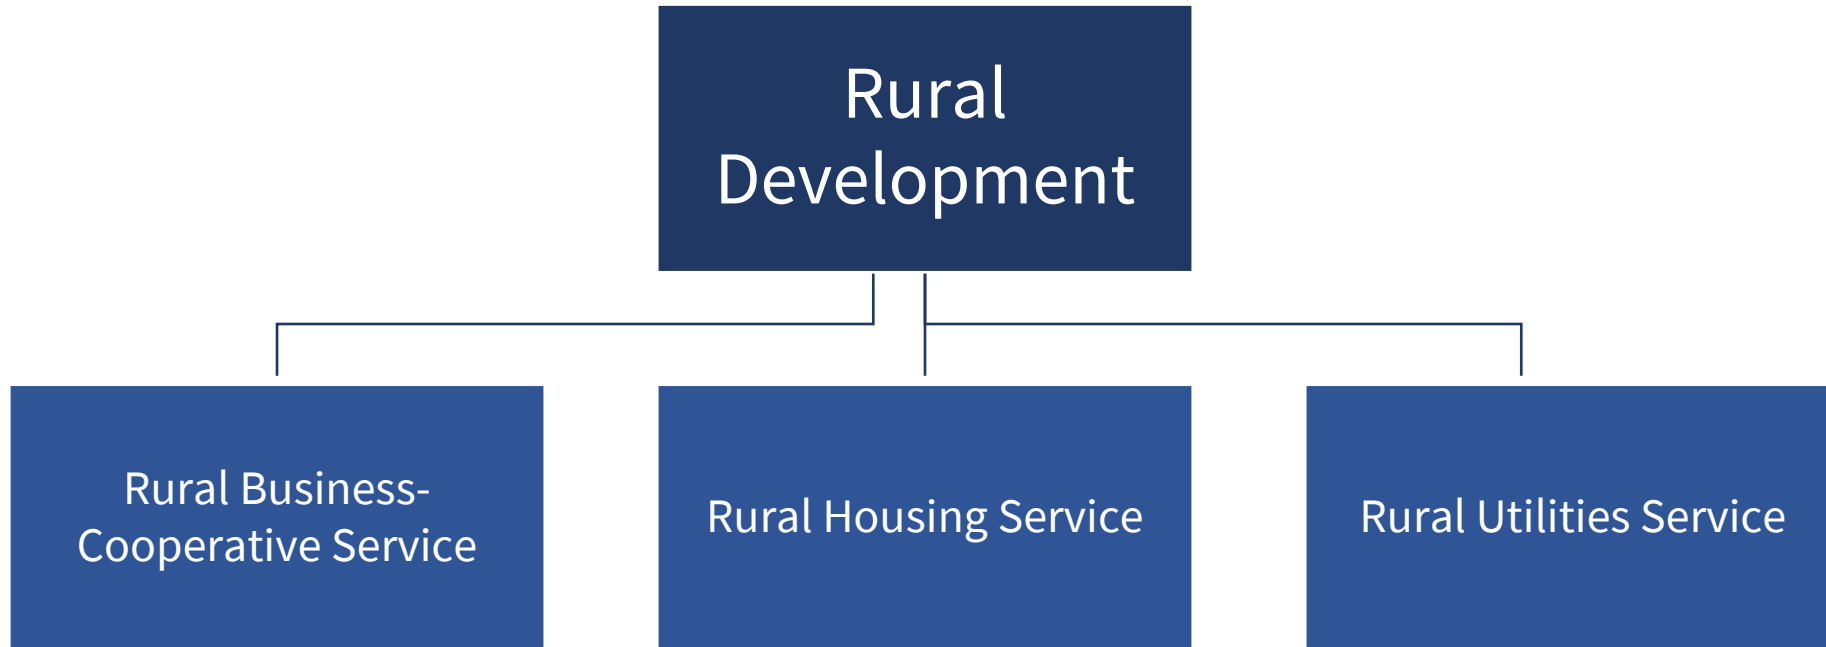 Rural
Development
Rural Business-
Cooperative Service
Rural Housing Service
Rural Utilities Service